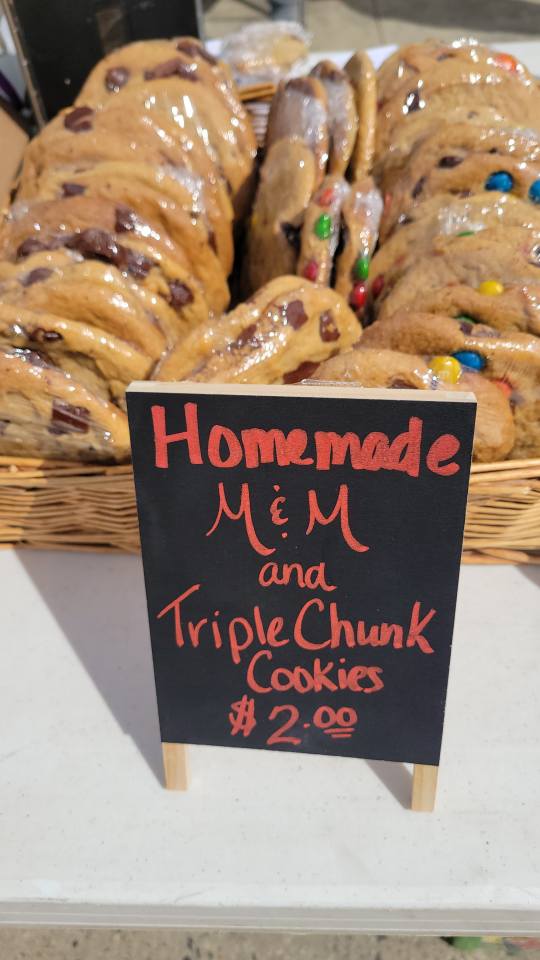 Homemade
M & M
and
Triple Chunk
Cookies
$2.00